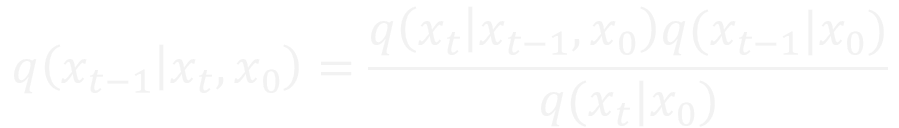 q(x_{t-1}|x_t, x_0) = \frac{q(x_t|x_{t-1}, x_0)q(x_{t-1}|x_0)}{q(x_t|x_0)}